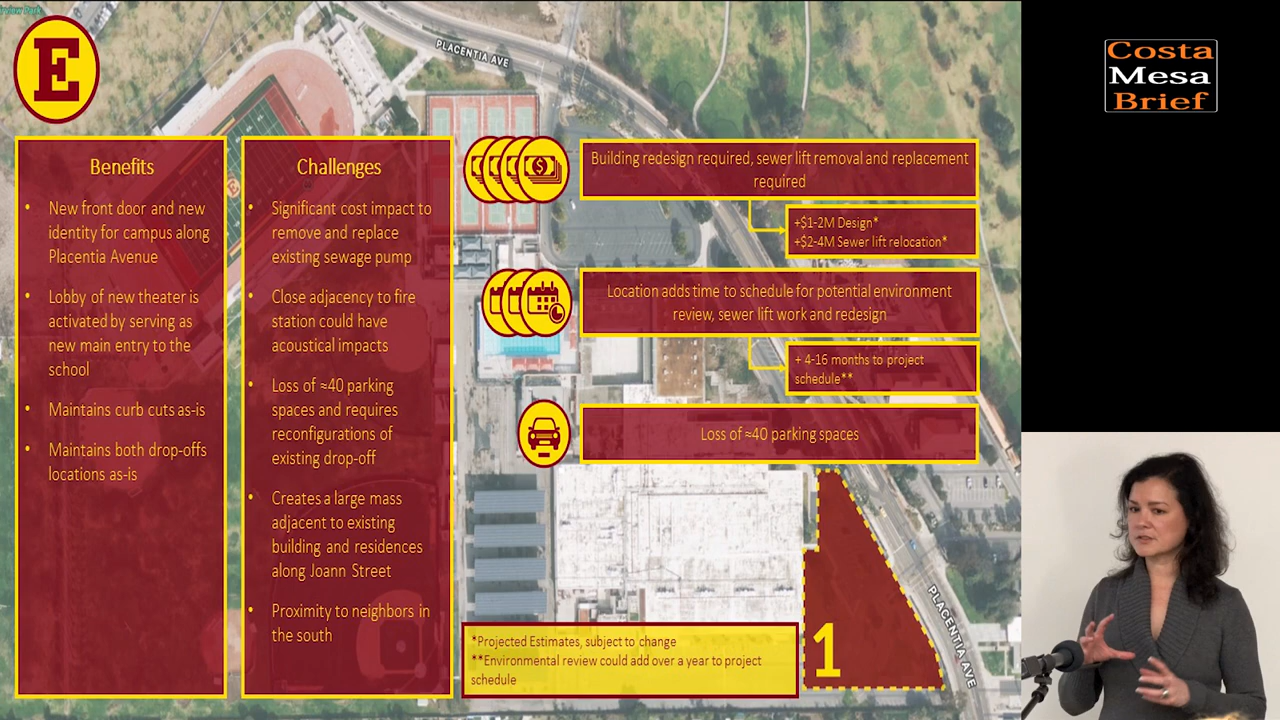 E
PLACENTIA AVE
Costa
Mesa
Brief
Benefits
• New front door and new
identity for campus along
Placentia Avenue
• Lobby of new theater is
activated by serving as
new main entry to the
school
• Maintains curb cuts as-is
• Maintains both drop-offs
locations as-is
Challenges
• Significant cost impact to
remove and replace
existing sewage pump
• Close adjacency to fire
station could have
acoustical impacts
• Loss of ≈40 parking
spaces and requires
reconfigurations of
existing drop-off
• Creates a large mass
adjacent to existing
building and residences
along Joann Street
• Proximity to neighbors in
the south
Building redesign required, sewer lift removal and replacement
required
+$1-2M Design*
+$2-4M Sewer lift relocation*
Location adds time to schedule for potential environment
review, sewer lift work and redesign
+ 4-16 months to project
schedule**
Loss of ≈40 parking spaces
1
PLACENTIA AVE
*Projected Estimates, subject to change
**Environmental review could add over a year to project
schedule